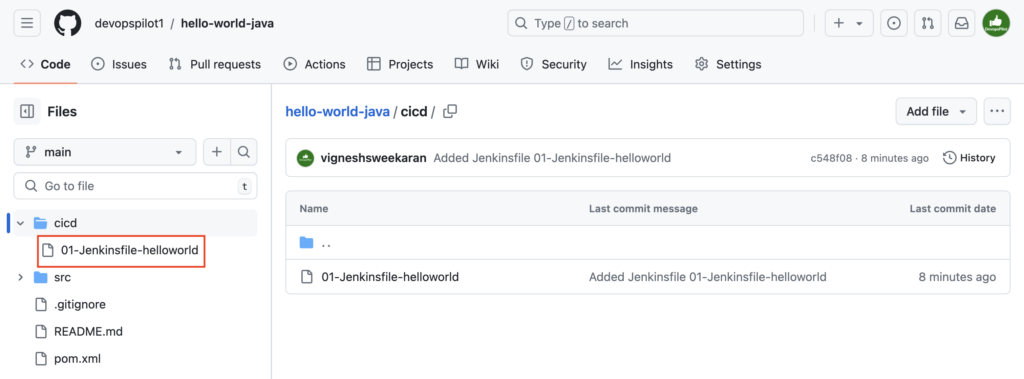 devopspilot1 / hello-world-java
Type / to search
Code Issues Pull requests Actions Projects Wiki Security Insights Settings
Files
main
Go to file t
cicd
01-Jenkinsfile-helloworld
src
.gitignore
README.md
pom.xml
hello-world-java / cicd /
Add file
vigneshsweekaran Added Jenkinsfile 01-Jenkinsfile-helloworld c548f08 · 8 minutes ago History
Name Last commit message Last commit date
..
01-Jenkinsfile-helloworld Added Jenkinsfile 01-Jenkinsfile-helloworld 8 minutes ago
DevopsPilot